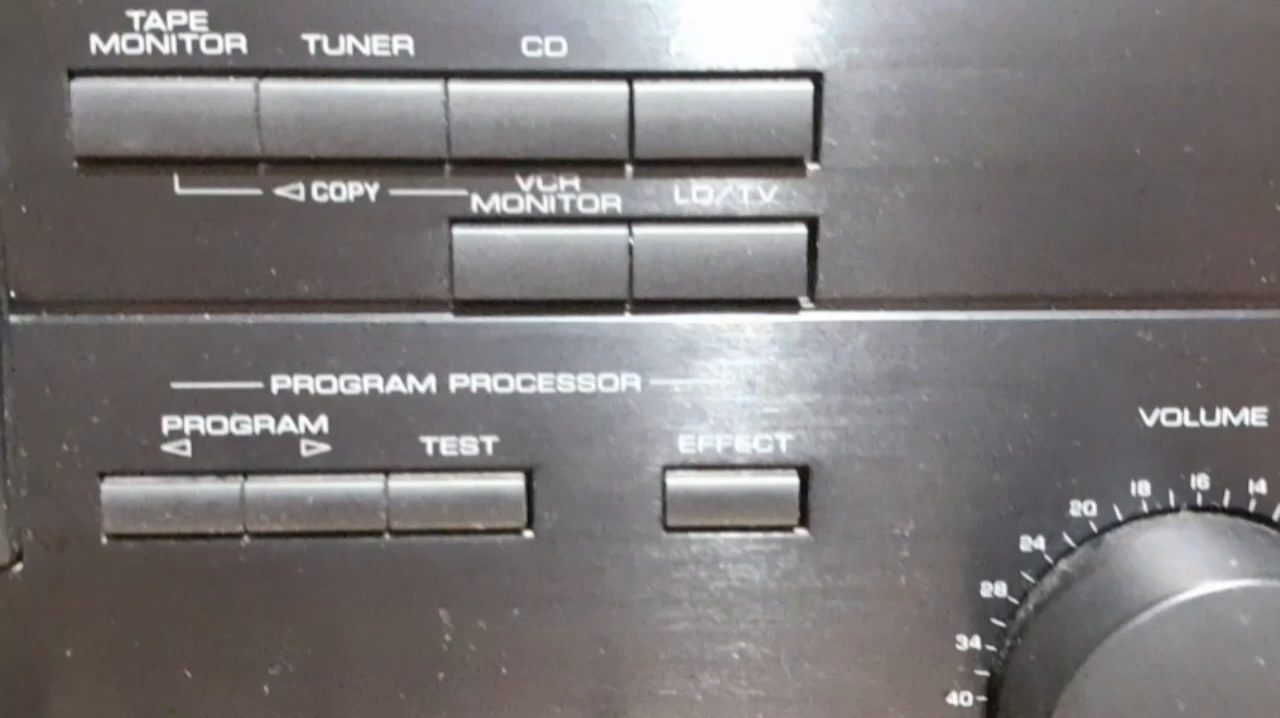 TAPE
MONITOR
TUNER
CD
COPY
VCR
MONITOR
LD/TV
PROGRAM PROCESSOR
PROGRAM
TEST
EFFECT
VOLUME
40
34
28
24
20
18
16
14